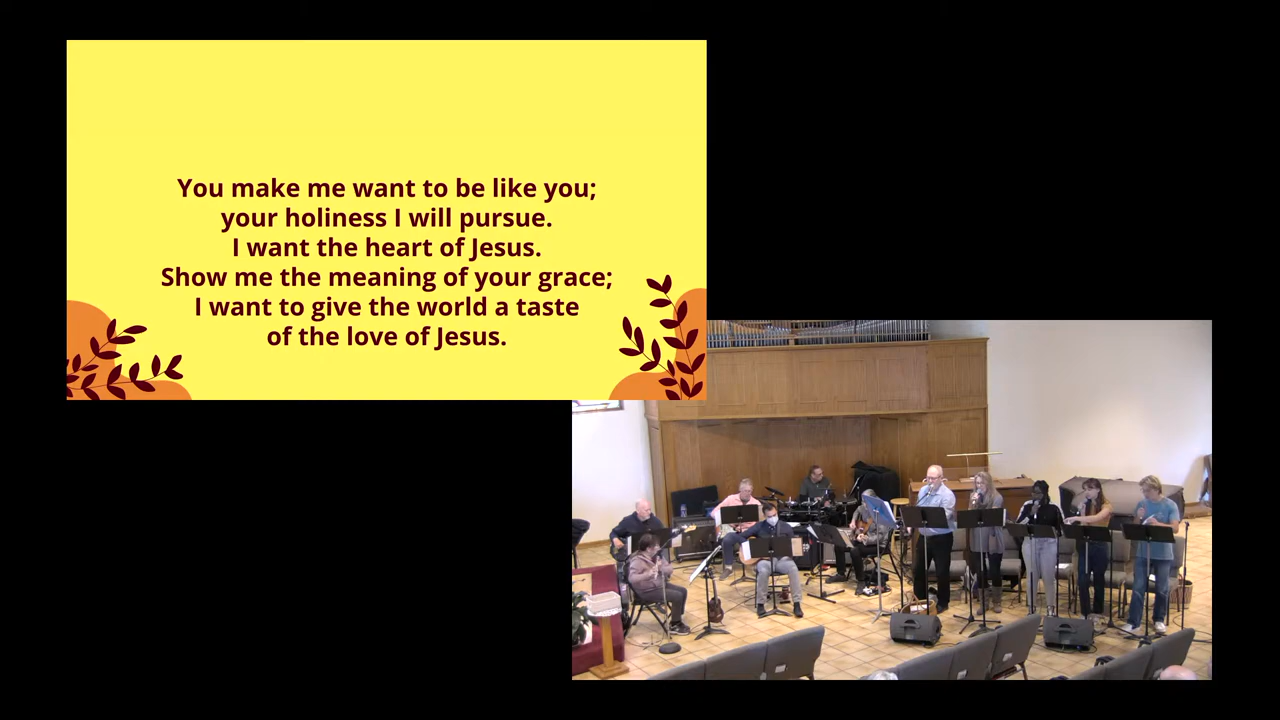 You make me want to be like you;
your holiness I will pursue.
I want the heart of Jesus.
Show me the meaning of your grace;
I want to give the world a taste
of the love of Jesus.